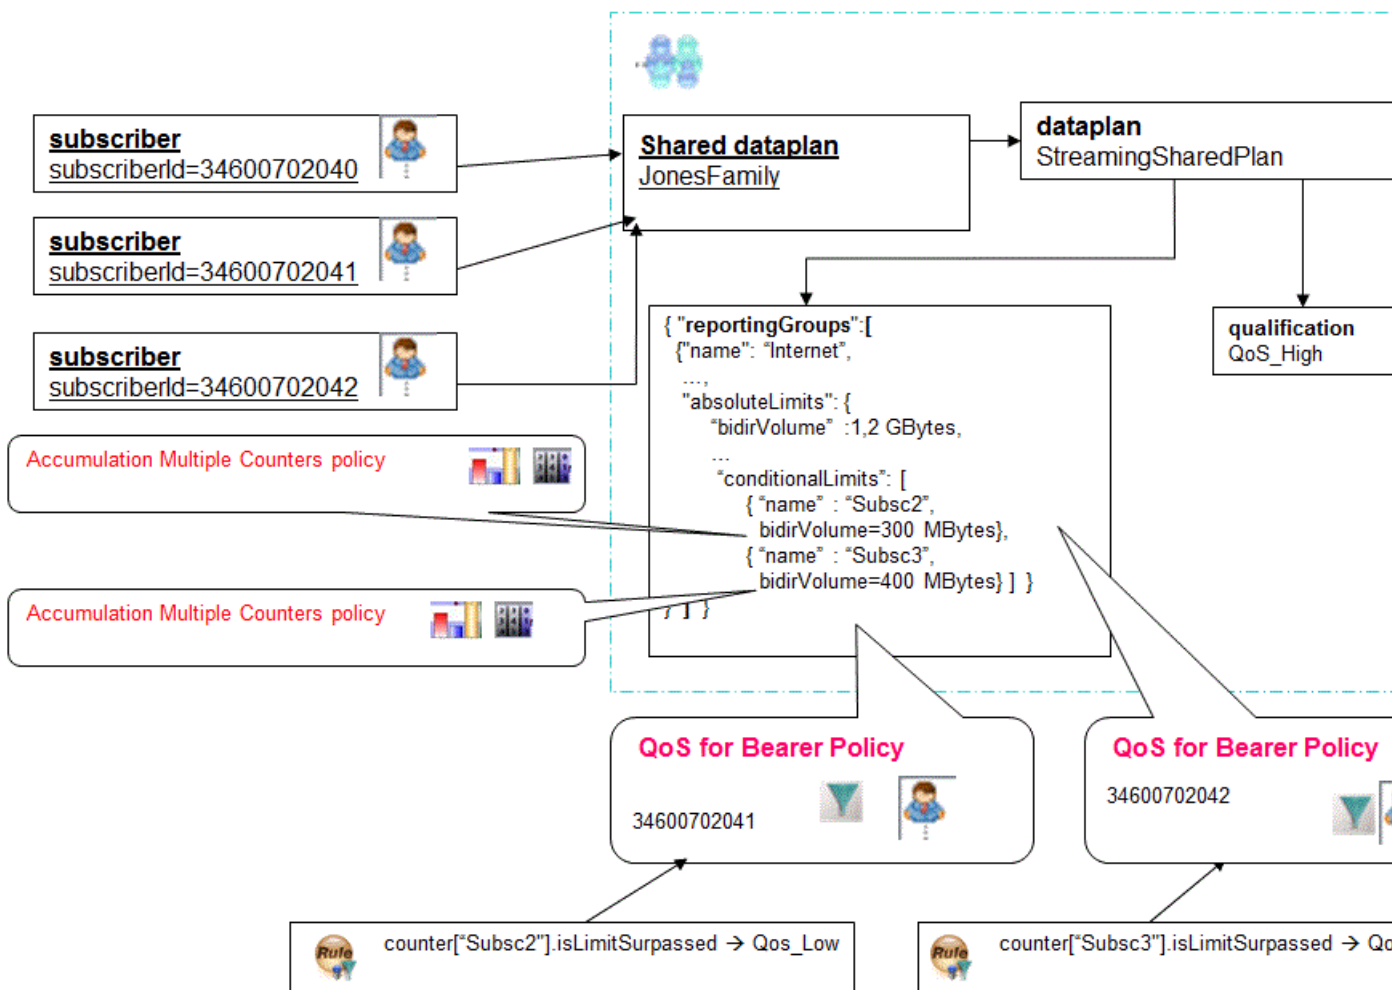 subscriber
subscriberId=34600702040
subscriber
subscriberId=34600702041
subscriber
subscriberId=34600702042
Shared dataplan
JonesFamily
dataplan
StreamingSharedPlan
qualification
QoS_High
{ "reportingGroups":[
{"name": “Internet”,
...,
"absoluteLimits": {
“bidirVolume” :1,2 GBytes,
...
“conditionalLimits”: [
{ “name” : “Subsc2”,
bidirVolume=300 MBytes},
{ “name” : “Subsc3”,
bidirVolume=400 MBytes} ] }
} ] }
Accumulation Multiple Counters policy
Accumulation Multiple Counters policy
QoS for Bearer Policy
34600702041
QoS for Bearer Policy
34600702042
Rule
counter[“Subsc2”].isLimitSurpassed → Qos_Low
Rule
counter[“Subsc3”].isLimitSurpassed →